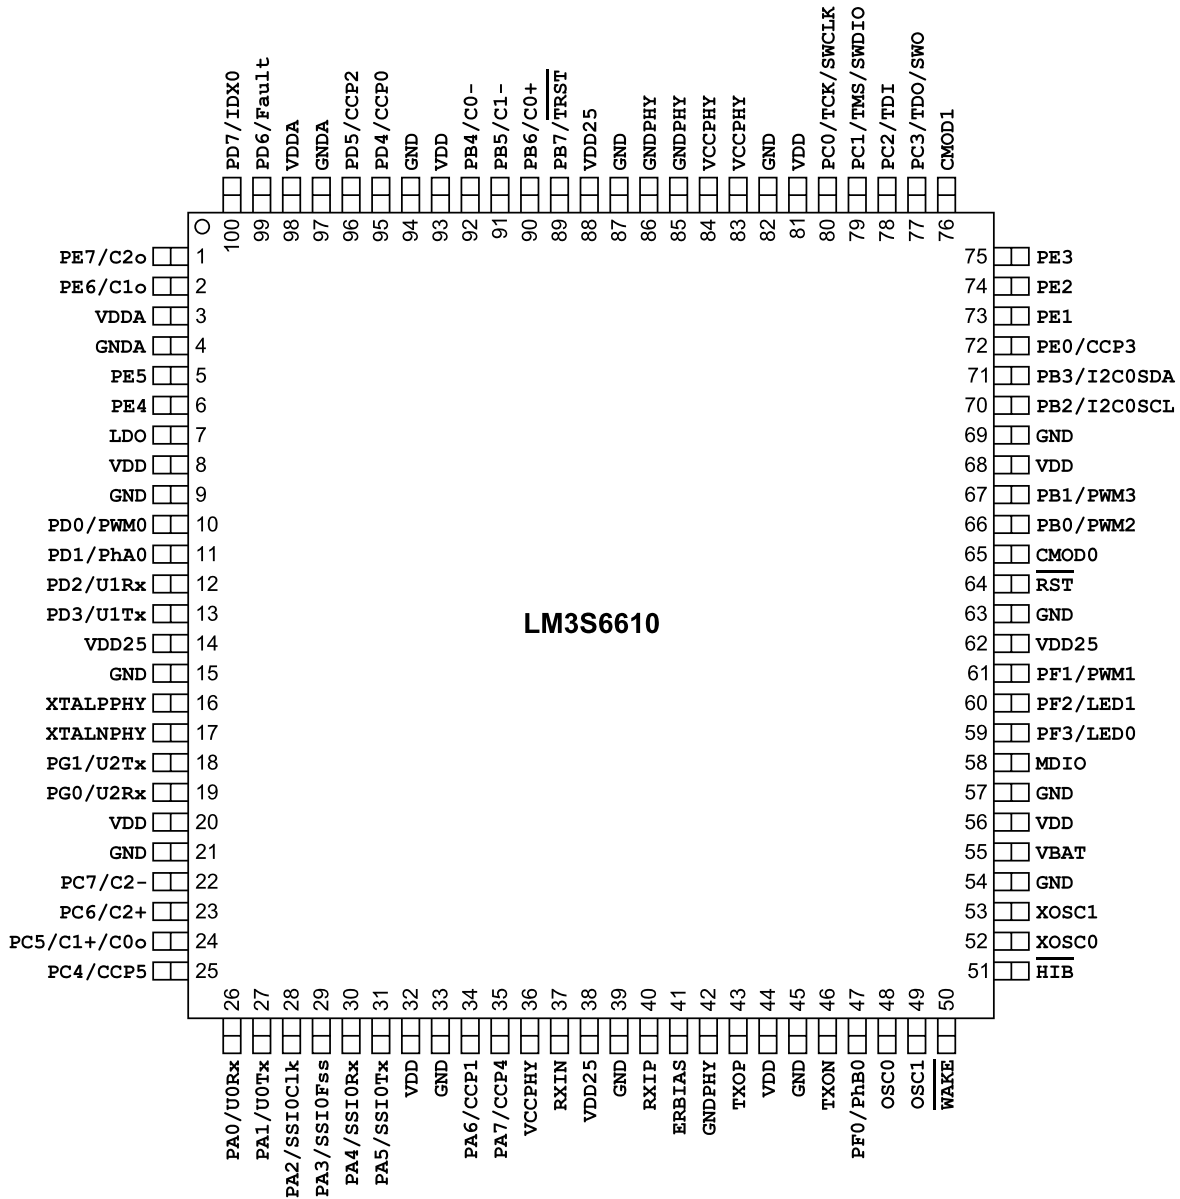 PD7/IDX0
PD6/Fault
VDDA
GNDA
PD5/CCP2
PD4/CCP0
GND
VDD
PB4/C0-
PB5/C1-
PB6/C0+
PB7/TRST
VDD25
GND
GNDPHY
GNDPHY
VCCPHY
VCCPHY
GND
VDD
PC0/TCK/SWCLK
PC1/TMS/SWDIO
PC2/TDI
PC3/TDO/SWO
CMOD1
100 99 98 97 96 95 94 93 92 91 90 89 88 87 86 85 84 83 82 81 80 79 78 77 76
PE7/C2o 1 75 PE3
PE6/C1o 2 74 PE2
VDDA 3 73 PE1
GNDA 4 72 PE0/CCP3
PE5 5 71 PB3/I2C0SDA
PE4 6 70 PB2/I2C0SCL
LDO 7 69 GND
VDD 8 68 VDD
GND 9 67 PB1/PWM3
PD0/PWM0 10 66 PB0/PWM2
PD1/PhA0 11 65 CMOD0
PD2/U1Rx 12 64 RST
PD3/U1Tx 13 63 GND
LM3S6610
VDD25 14 62 VDD25
GND 15 61 PF1/PWM1
XTALPPHY 16 60 PF2/LED1
XTALNPHY 17 59 PF3/LED0
PG1/U2Tx 18 58 MDIO
PG0/U2Rx 19 57 GND
VDD 20 56 VDD
GND 21 55 VBAT
PC7/C2- 22 54 GND
PC6/C2+ 23 53 XOSC1
PC5/C1+/C0o 24 52 XOSC0
PC4/CCP5 25 51 HIB
26 27 28 29 30 31 32 33 34 35 36 37 38 39 40 41 42 43 44 45 46 47 48 49 50
PA0/U0Rx
PA1/U0Tx
PA2/SSI0Clk
PA3/SSI0Fss
PA4/SSI0Rx
PA5/SSI0Tx
VDD
GND
PA6/CCP1
PA7/CCP4
VCCPHY
RXIN
VDD25
GND
RXIP
ERBIAS
GNDPHY
TXOP
VDD
GND
TXON
PF0/PhB0
OSC0
OSC1
WAKE